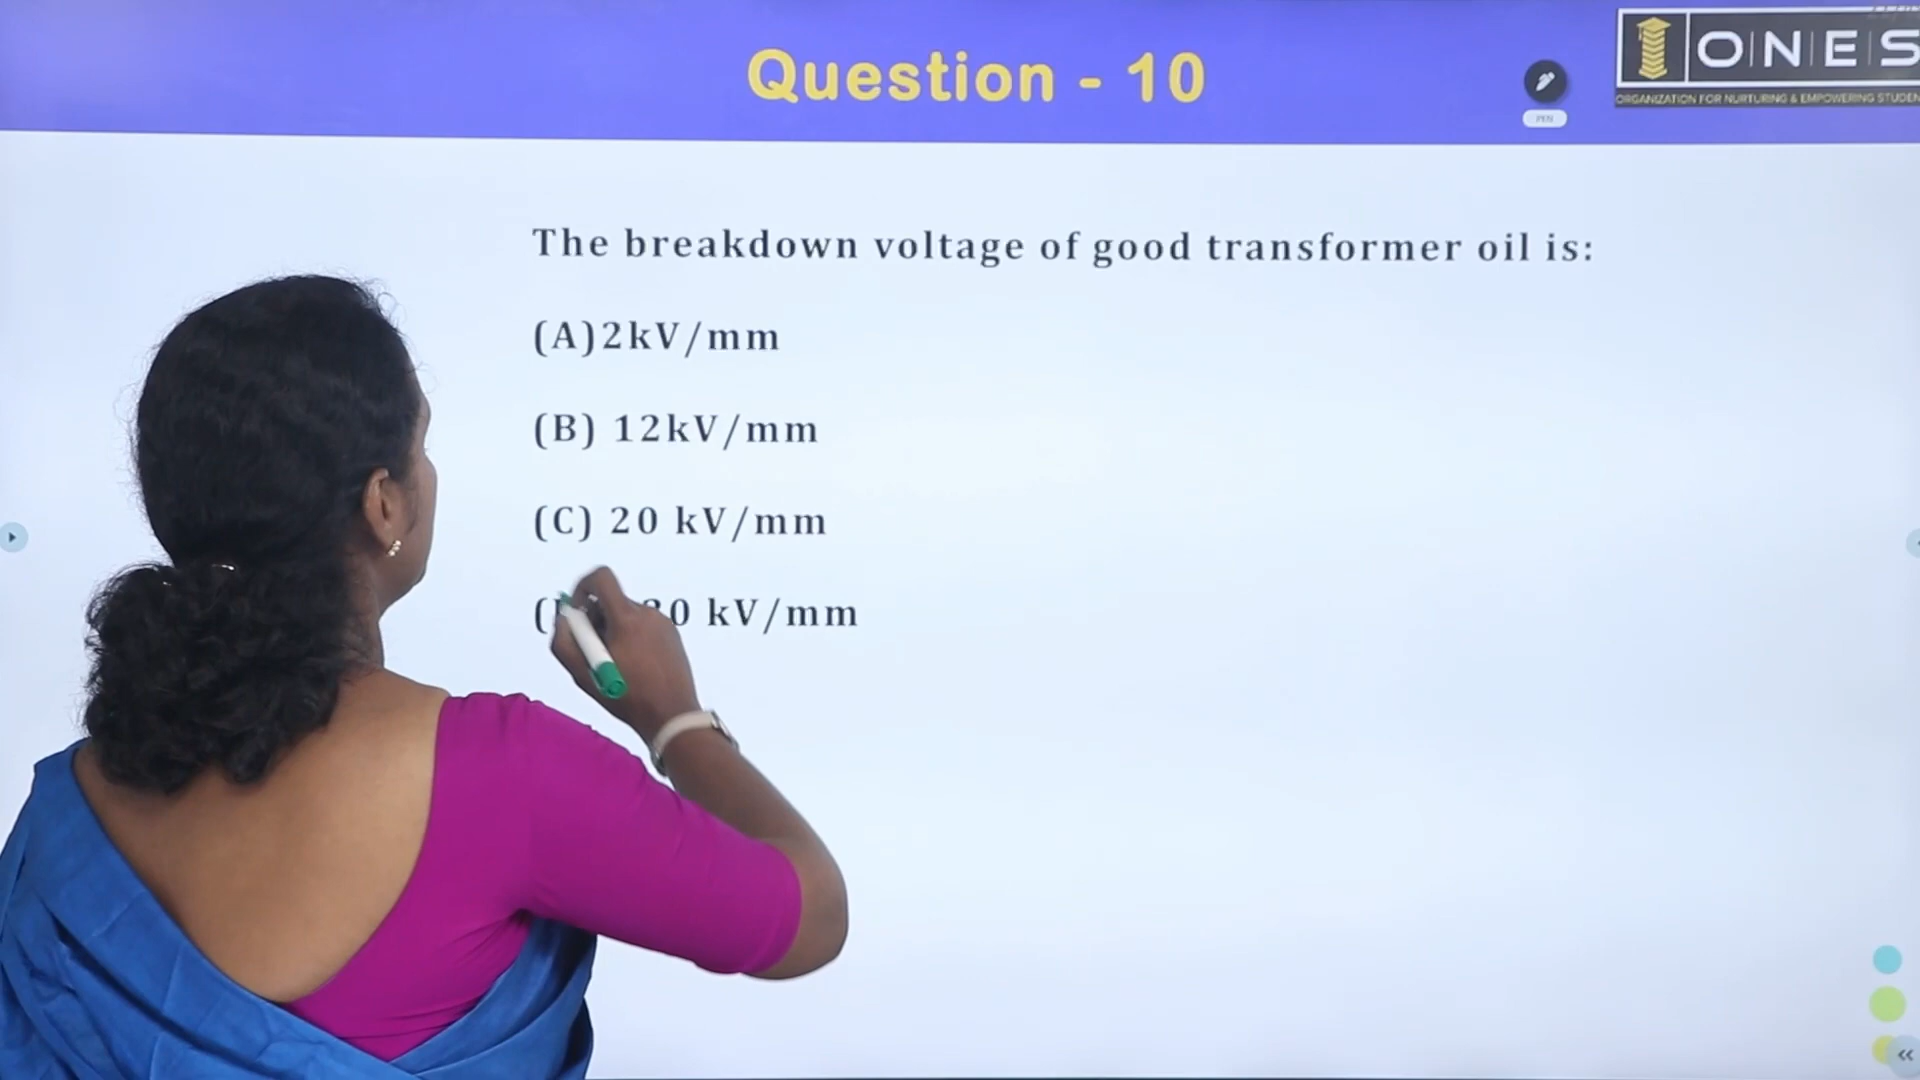 Question - 10
O|N|E|S
ORGANIZATION FOR NURTURING & EMPOWERING STUDEN
PEN
The breakdown voltage of good transformer oil is:
(A)2kV/mm
(B) 12kV/mm
(C) 20 kV/mm
kV/mm